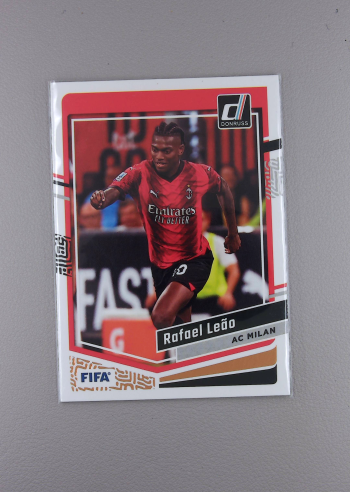 DONRUSS
Emirates
FLY BETTER
10
FAST
G
Rafael Leão
AC MILAN
FIFA